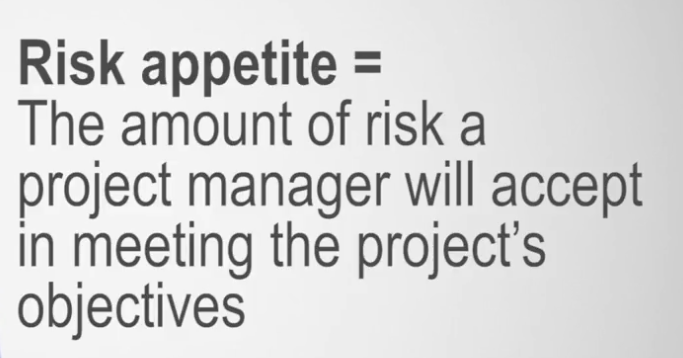 Risk appetite =
The amount of risk a
project manager will accept
in meeting the project’s
objectives